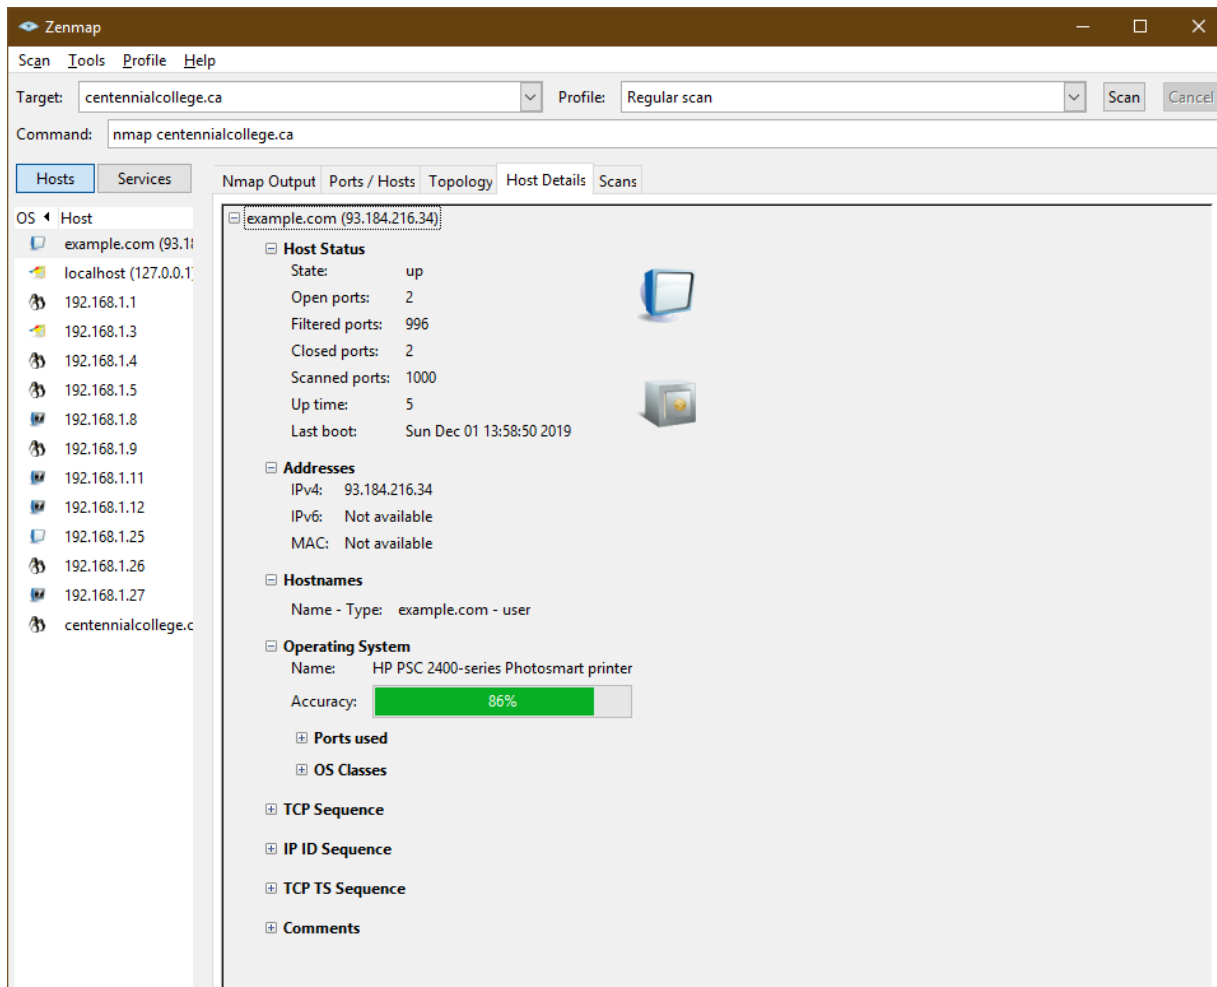 Zenmap
Scan Tools Profile Help
Target: centennialcollege.ca Profile: Regular scan Scan Cancel
Command: nmap centennialcollege.ca
Hosts Services Nmap Output Ports / Hosts Topology Host Details Scans
OS Host
example.com (93.18
localhost (127.0.0.1)
192.168.1.1
192.168.1.3
192.168.1.4
192.168.1.5
192.168.1.8
192.168.1.9
192.168.1.11
192.168.1.12
192.168.1.25
192.168.1.26
192.168.1.27
centennialcollege.c
example.com (93.184.216.34)
Host Status
State: up
Open ports: 2
Filtered ports: 996
Closed ports: 2
Scanned ports: 1000
Up time: 5
Last boot: Sun Dec 01 13:58:50 2019
Addresses
IPv4: 93.184.216.34
IPv6: Not available
MAC: Not available
Hostnames
Name - Type: example.com - user
Operating System
Name: HP PSC 2400-series Photosmart printer
Accuracy: 86%
Ports used
OS Classes
TCP Sequence
IP ID Sequence
TCP TS Sequence
Comments